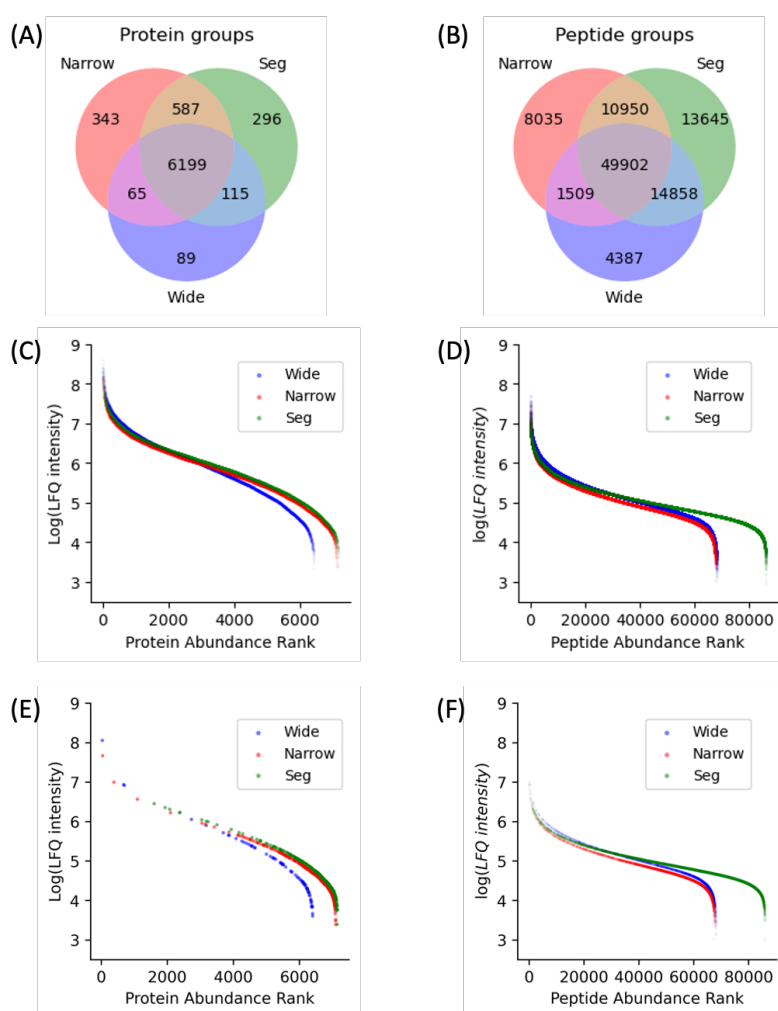 (A)
Protein groups
Narrow
Seg
343
587
296
6199
65
115
89
Wide
(B)
Peptide groups
Narrow
Seg
8035
10950
13645
49902
1509
14858
4387
Wide
(C)
9
8
7
6
5
4
3
Log(LFQ intensity)
Wide
Narrow
Seg
0 2000 4000 6000
Protein Abundance Rank
(D)
9
8
7
6
5
4
3
log(LFQ intensity)
Wide
Narrow
Seg
0 20000 40000 60000 80000
Peptide Abundance Rank
(E)
9
8
7
6
5
4
3
Log(LFQ intensity)
Wide
Narrow
Seg
0 2000 4000 6000
Protein Abundance Rank
(F)
9
8
7
6
5
4
3
log(LFQ intensity)
Wide
Narrow
Seg
0 20000 40000 60000 80000
Peptide Abundance Rank